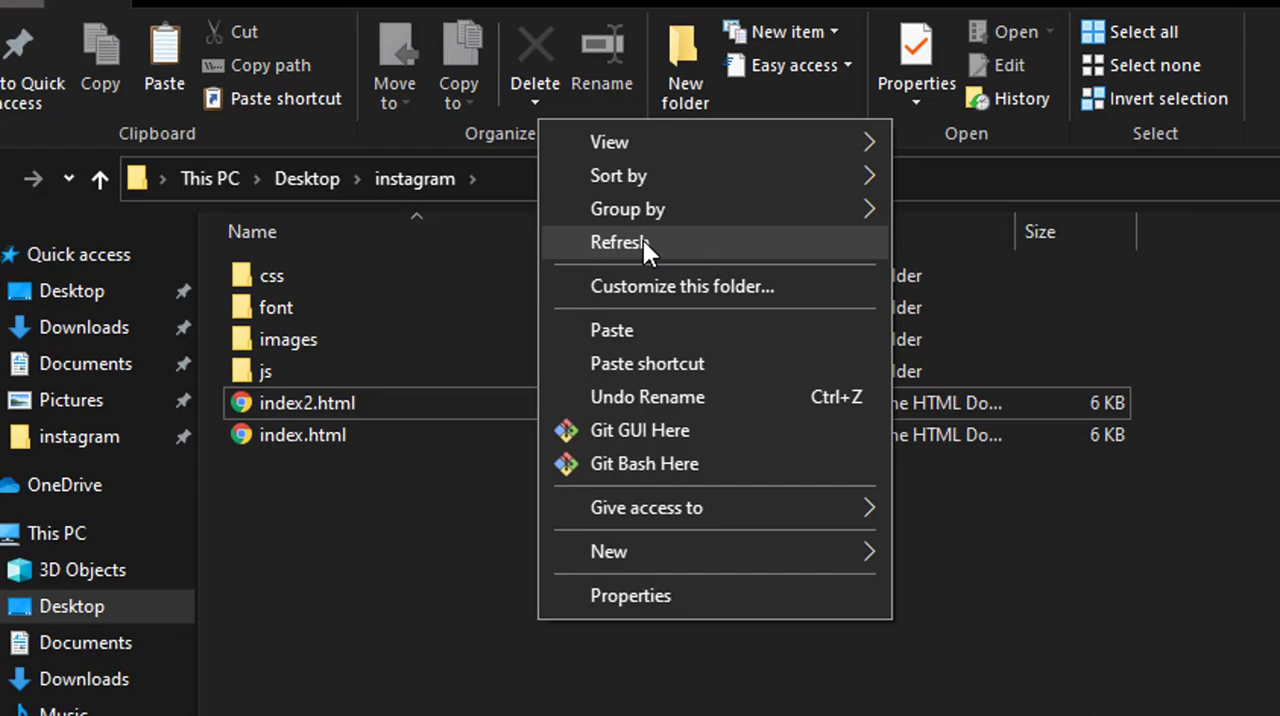 to Quick
access
Copy
Paste
Cut
Copy path
Paste shortcut
Clipboard
Move
to
Copy
to
Delete
Rename
Organize
New
folder
New item
Easy access
Properties
Open
Edit
History
Open
Select all
Select none
Invert selection
Select
This PC
Desktop
instagram
Name
Size
Quick access
Desktop
Downloads
Documents
Pictures
instagram
OneDrive
This PC
3D Objects
Desktop
Documents
Downloads
Music
css
font
images
js
index2.html
index.html
lder
lder
lder
lder
ne HTML Do... 6 KB
ne HTML Do... 6 KB
View
Sort by
Group by
Refresh
Customize this folder...
Paste
Paste shortcut
Undo Rename Ctrl+Z
Git GUI Here
Git Bash Here
Give access to
New
Properties